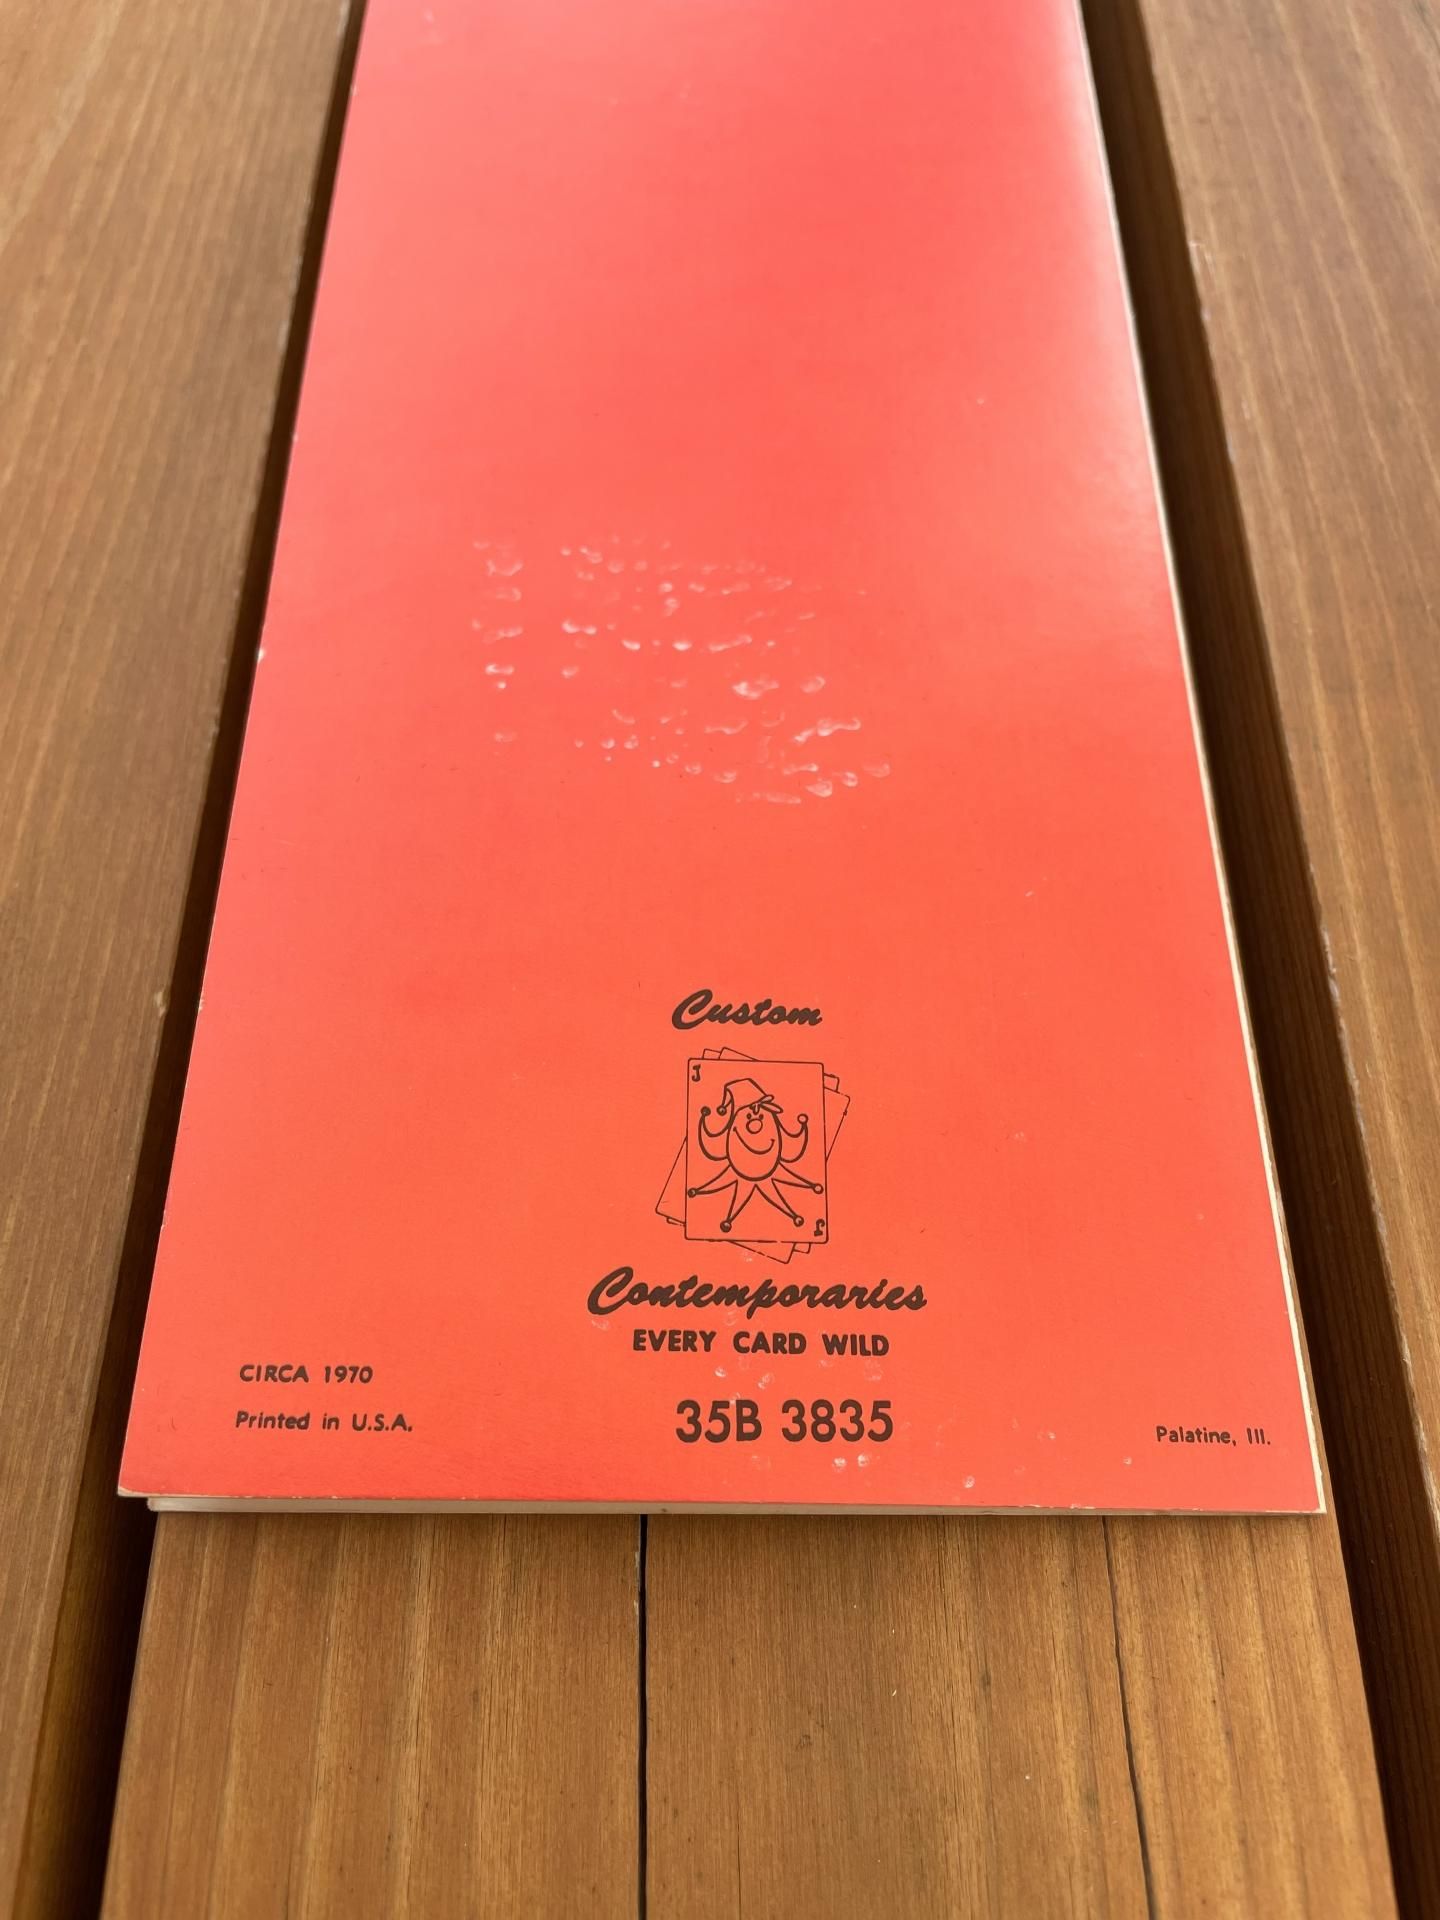 Custom
J
J
Contemporaries
EVERY CARD WILD
CIRCA 1970
35B 3835
Printed in U.S.A.
Palatine, Ill.